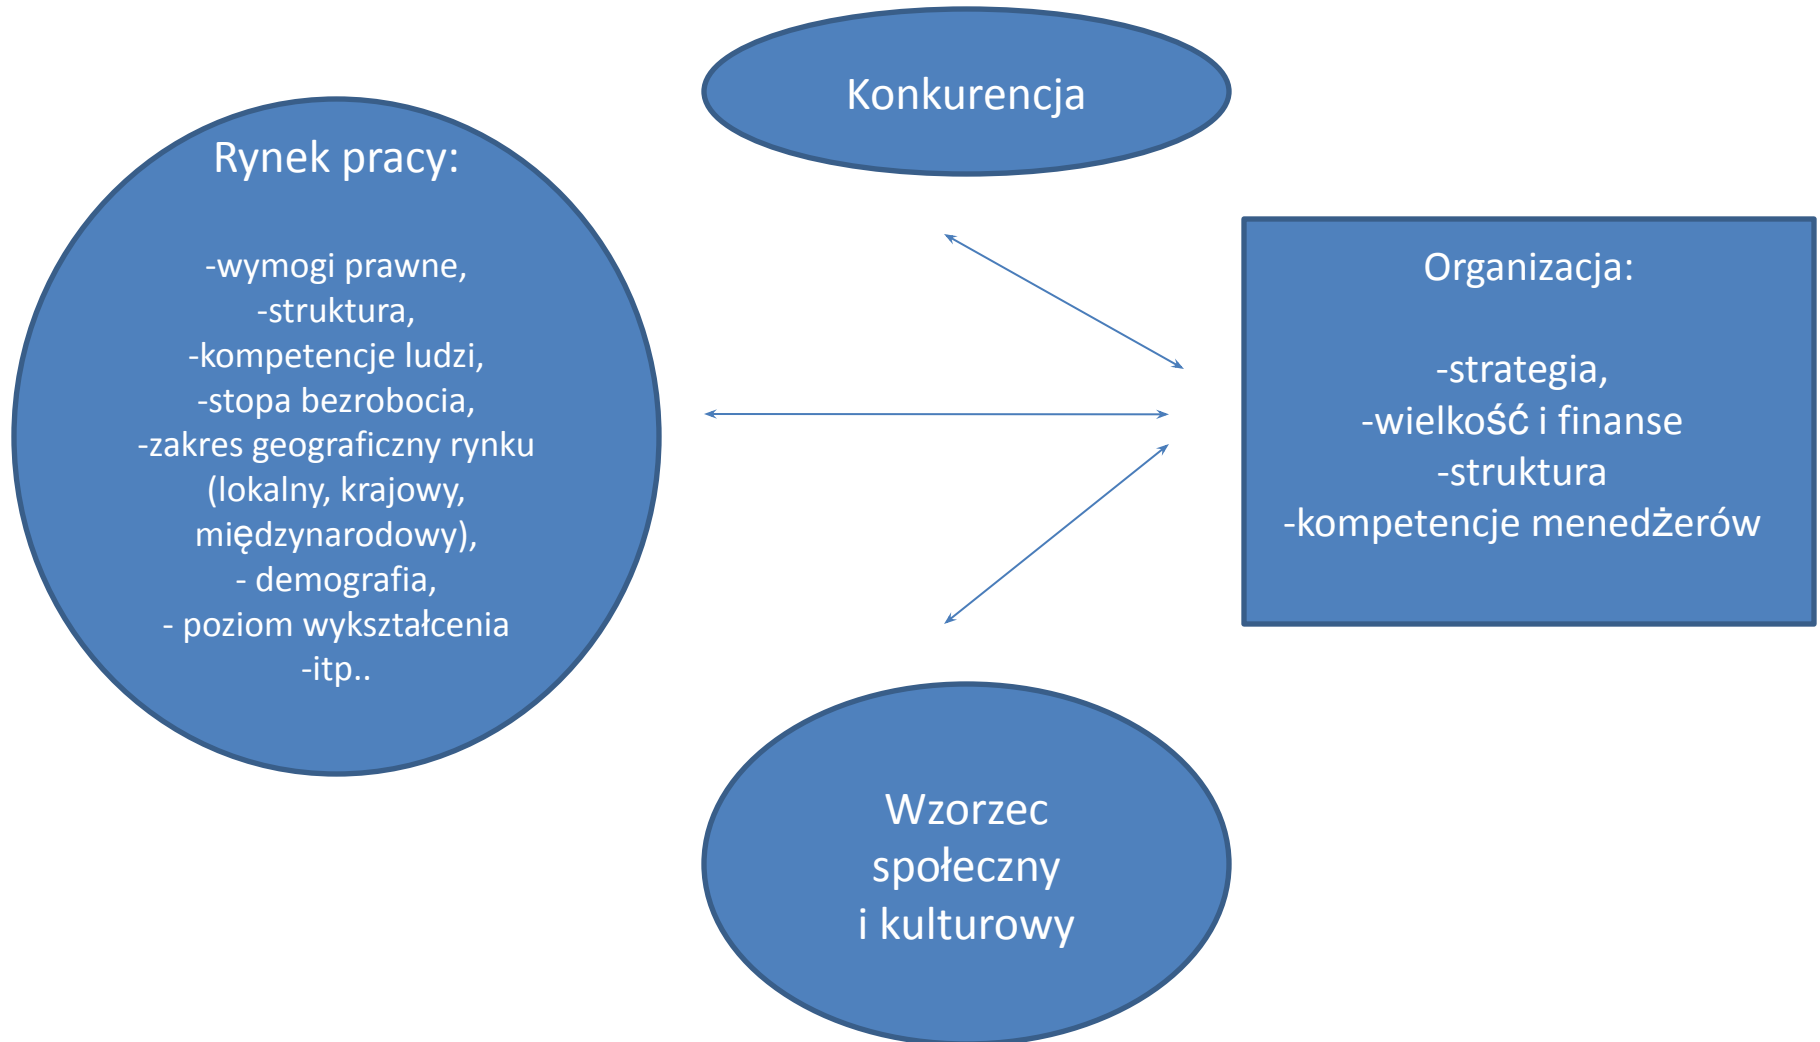 Konkurencja
Rynek pracy:
-wymogi prawne,
-struktura,
-kompetencje ludzi,
-stopa bezrobocia,
-zakres geograficzny rynku
(lokalny, krajowy,
międzynarodowy),
- demografia,
- poziom wykształcenia
-itp..
Organizacja:
-strategia,
-wielkość i finanse
-struktura
-kompetencje menedżerów
Wzorzec
społeczny
i kulturowy